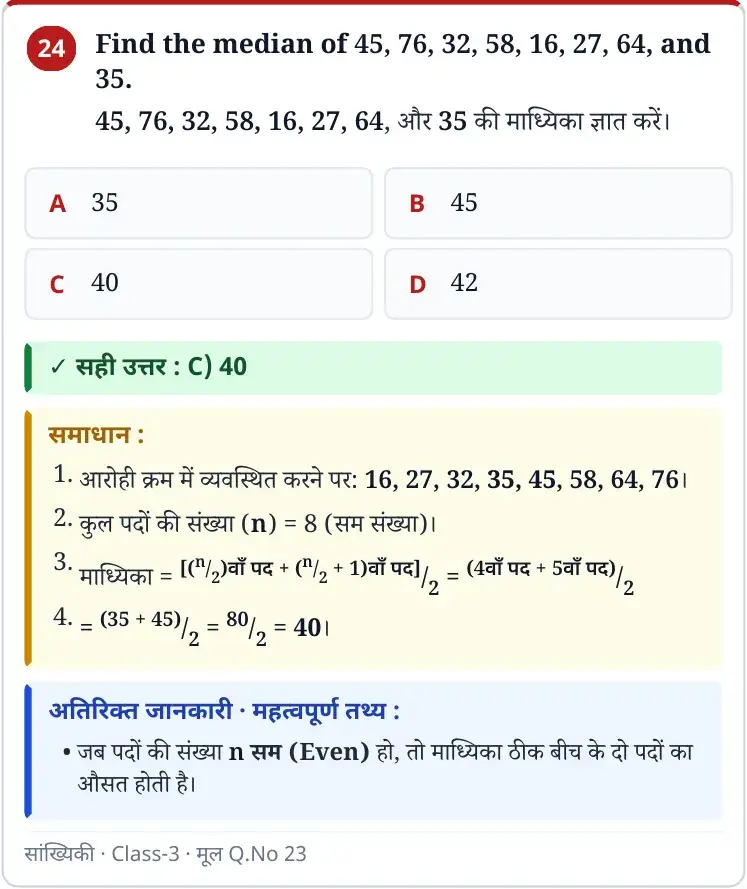 24 Find the median of 45, 76, 32, 58, 16, 27, 64, and
35.
45, 76, 32, 58, 16, 27, 64, और 35 की माध्यिका ज्ञात करें।
A 35
B 45
C 40
D 42
✓ सही उत्तर : C) 40
समाधान :
1. आरोही क्रम में व्यवस्थित करने पर: 16, 27, 32, 35, 45, 58, 64, 76।
2. कुल पदों की संख्या (n) = 8 (सम संख्या)।
3. माध्यिका = [(n/2)वाँ पद + (n/2 + 1)वाँ पद]/2 = (4वाँ पद + 5वाँ पद)/2
4. = (35 + 45)/2 = 80/2 = 40।
अतिरिक्त जानकारी · महत्वपूर्ण तथ्य :
• जब पदों की संख्या n सम (Even) हो, तो माध्यिका ठीक बीच के दो पदों का
औसत होती है।
सांख्यिकी · Class-3 · मूल Q.No 23